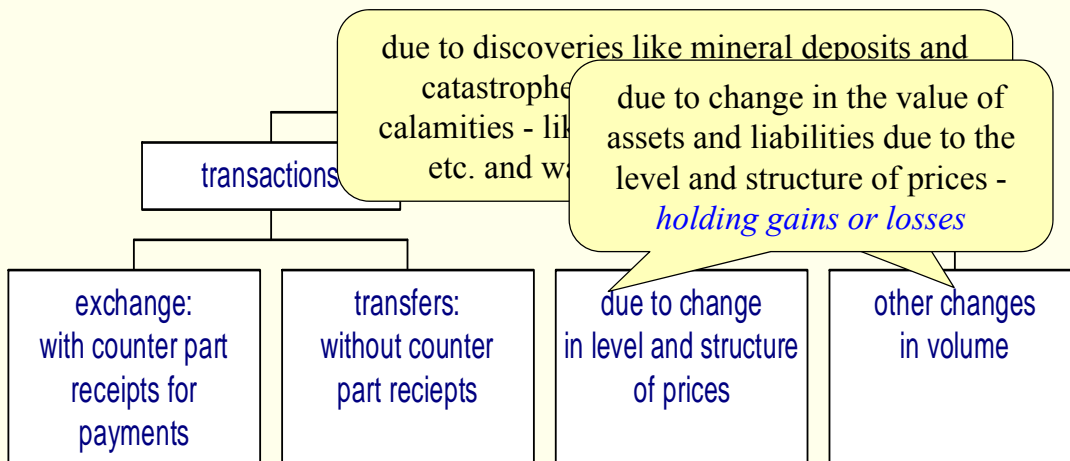 due to discoveries like mineral deposits and
catastrophe
calamities - lik
etc. and wa
due to change in the value of
assets and liabilities due to the
level and structure of prices -
holding gains or losses
transactions
exchange:
with counter part
receipts for
payments
transfers:
without counter
part reciepts
due to change
in level and structure
of prices
other changes
in volume